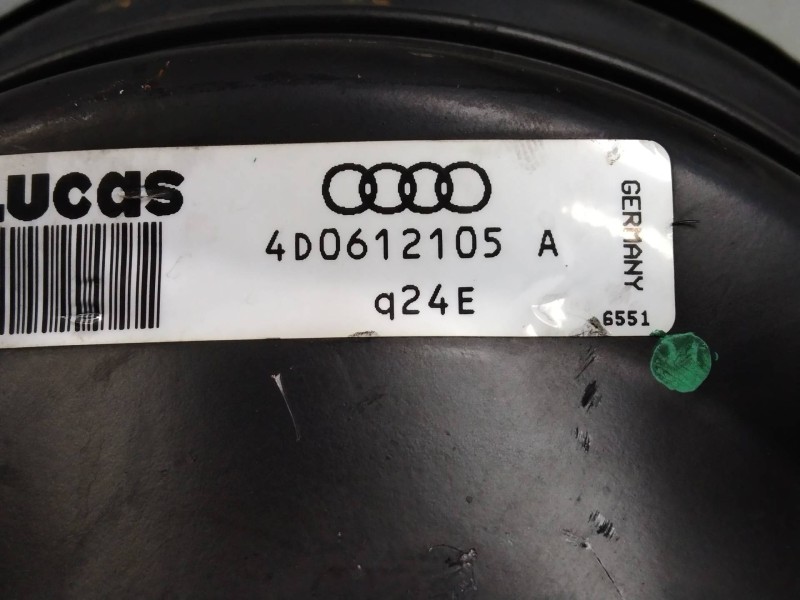 Lucas
4D0612105 A
q24E
GERMANY
6551